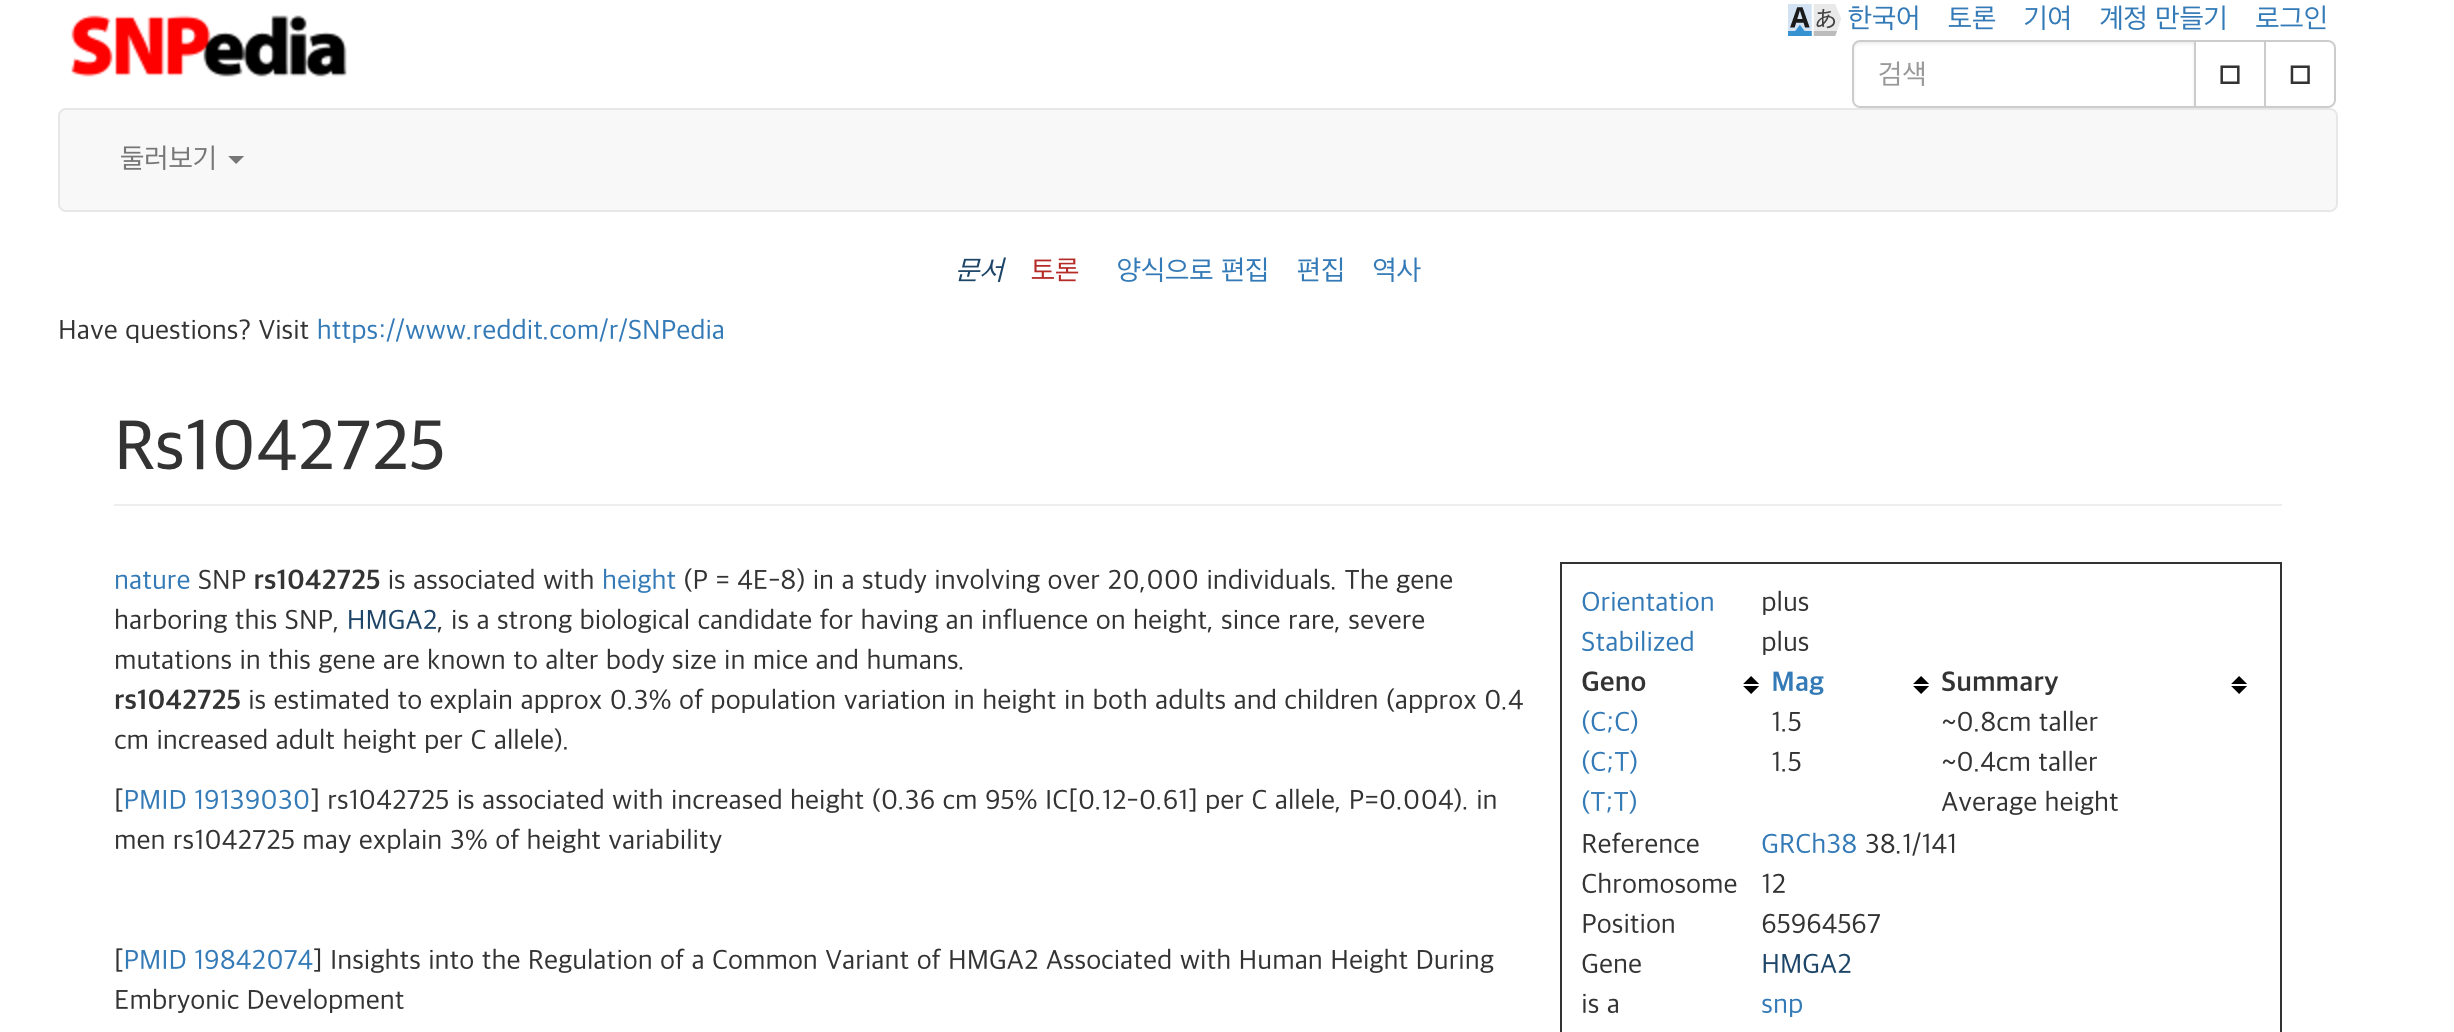 SNPedia
Aあ 한국어 토론 기여 계정 만들기 로그인
검색
둘러보기
문서 토론 양식으로 편집 편집 역사
Have questions? Visit https://www.reddit.com/r/SNPedia
Rs1042725
nature SNP rs1042725 is associated with height (P = 4E-8) in a study involving over 20,000 individuals. The gene
harboring this SNP, HMGA2, is a strong biological candidate for having an influence on height, since rare, severe
mutations in this gene are known to alter body size in mice and humans.
rs1042725 is estimated to explain approx 0.3% of population variation in height in both adults and children (approx 0.4
cm increased adult height per C allele).
[PMID 19139030] rs1042725 is associated with increased height (0.36 cm 95% IC[0.12-0.61] per C allele, P=0.004). in
men rs1042725 may explain 3% of height variability
[PMID 19842074] Insights into the Regulation of a Common Variant of HMGA2 Associated with Human Height During
Embryonic Development
Orientation plus
Stabilized plus
Geno Mag Summary
(C;C) 1.5 ~0.8cm taller
(C;T) 1.5 ~0.4cm taller
(T;T) Average height
Reference GRCh38 38.1/141
Chromosome 12
Position 65964567
Gene HMGA2
is a snp